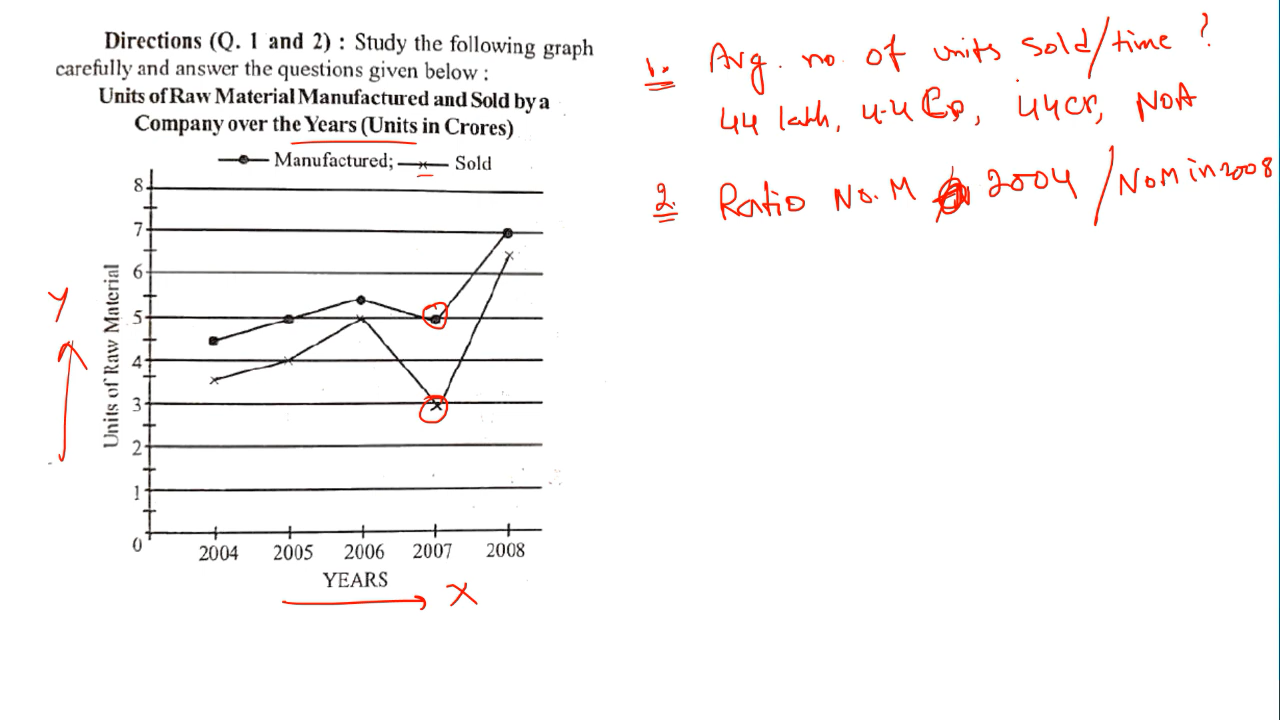 Directions (Q. 1 and 2) : Study the following graph
carefully and answer the questions given below :
Units of Raw Material Manufactured and Sold by a
Company over the Years (Units in Crores)
Manufactured; Sold
8
7
6
5
4
3
2
1
0
Units of Raw Material
2004 2005 2006 2007 2008
YEARS
Y
X
1. Avg. no. of units sold/time ?
44 lakh, 4.4 Cr, 44cr, NOA
2. Ratio No. M 2004 / NoM in 2008